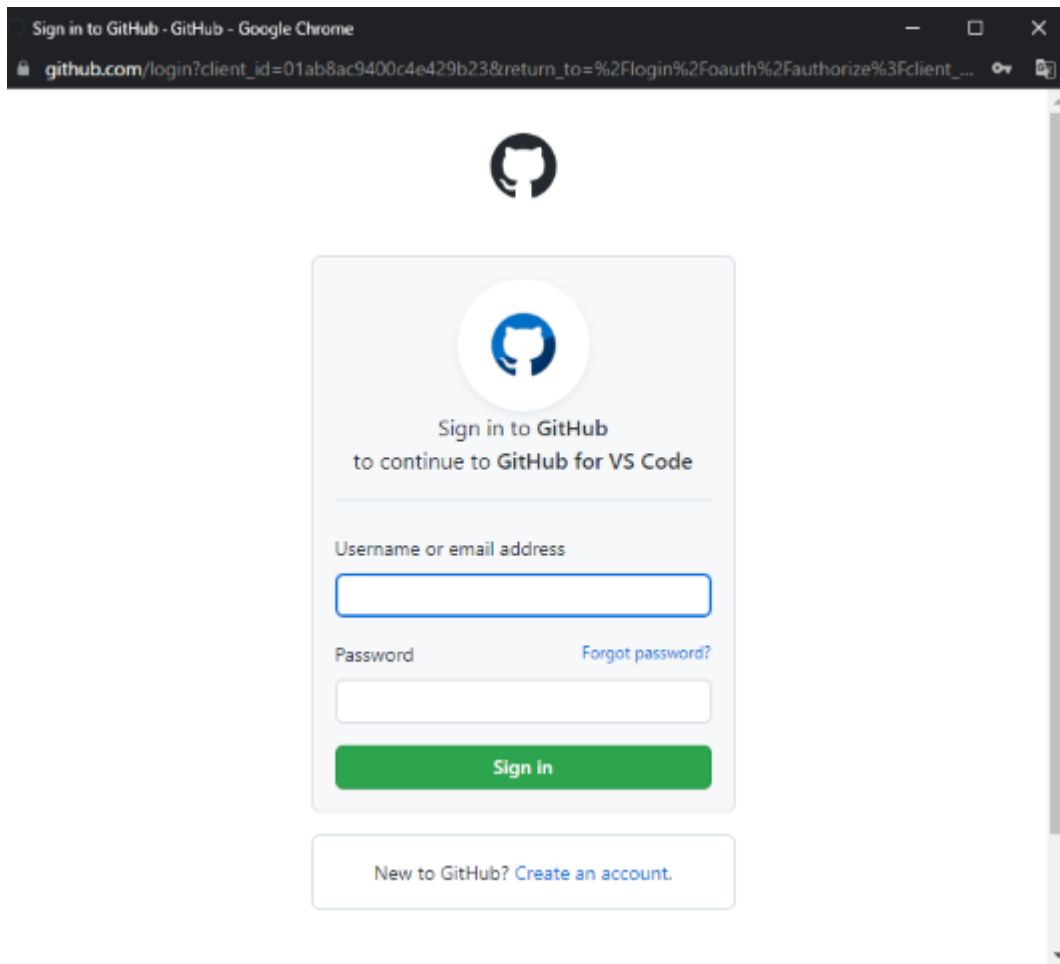 Sign in to GitHub - GitHub - Google Chrome
github.com/login?client_id=01ab8ac9400c4e429b23&return_to=%2Flogin%2Foauth%2Fauthorize%3Fclient_...
Sign in to GitHub
to continue to GitHub for VS Code
Username or email address
Password Forgot password?
Sign in
New to GitHub? Create an account.